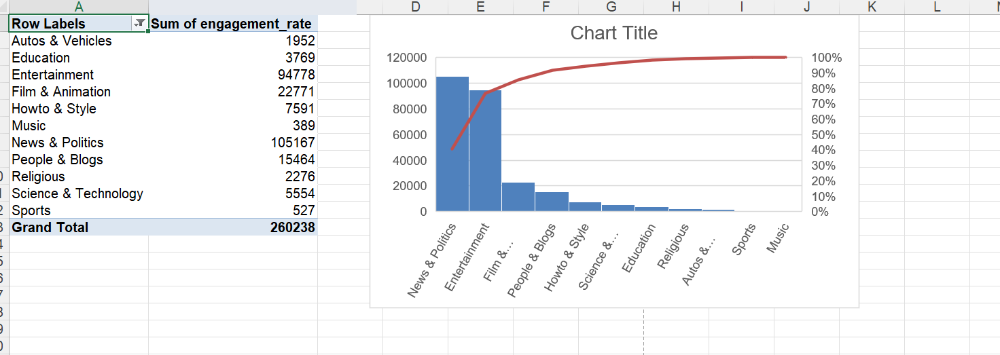 A D E F G H I J K L
Row Labels Sum of engagement_rate
Autos & Vehicles 1952
Education 3769
Entertainment 94778
Film & Animation 22771
Howto & Style 7591
Music 389
News & Politics 105167
People & Blogs 15464
Religious 2276
Science & Technology 5554
Sports 527
Grand Total 260238
Chart Title
120000
100000
80000
60000
40000
20000
0
100%
90%
80%
70%
60%
50%
40%
30%
20%
10%
0%
News & Politics
Entertainment
Film &...
People & Blogs
Howto & Style
Science &...
Education
Religious
Autos &...
Sports
Music